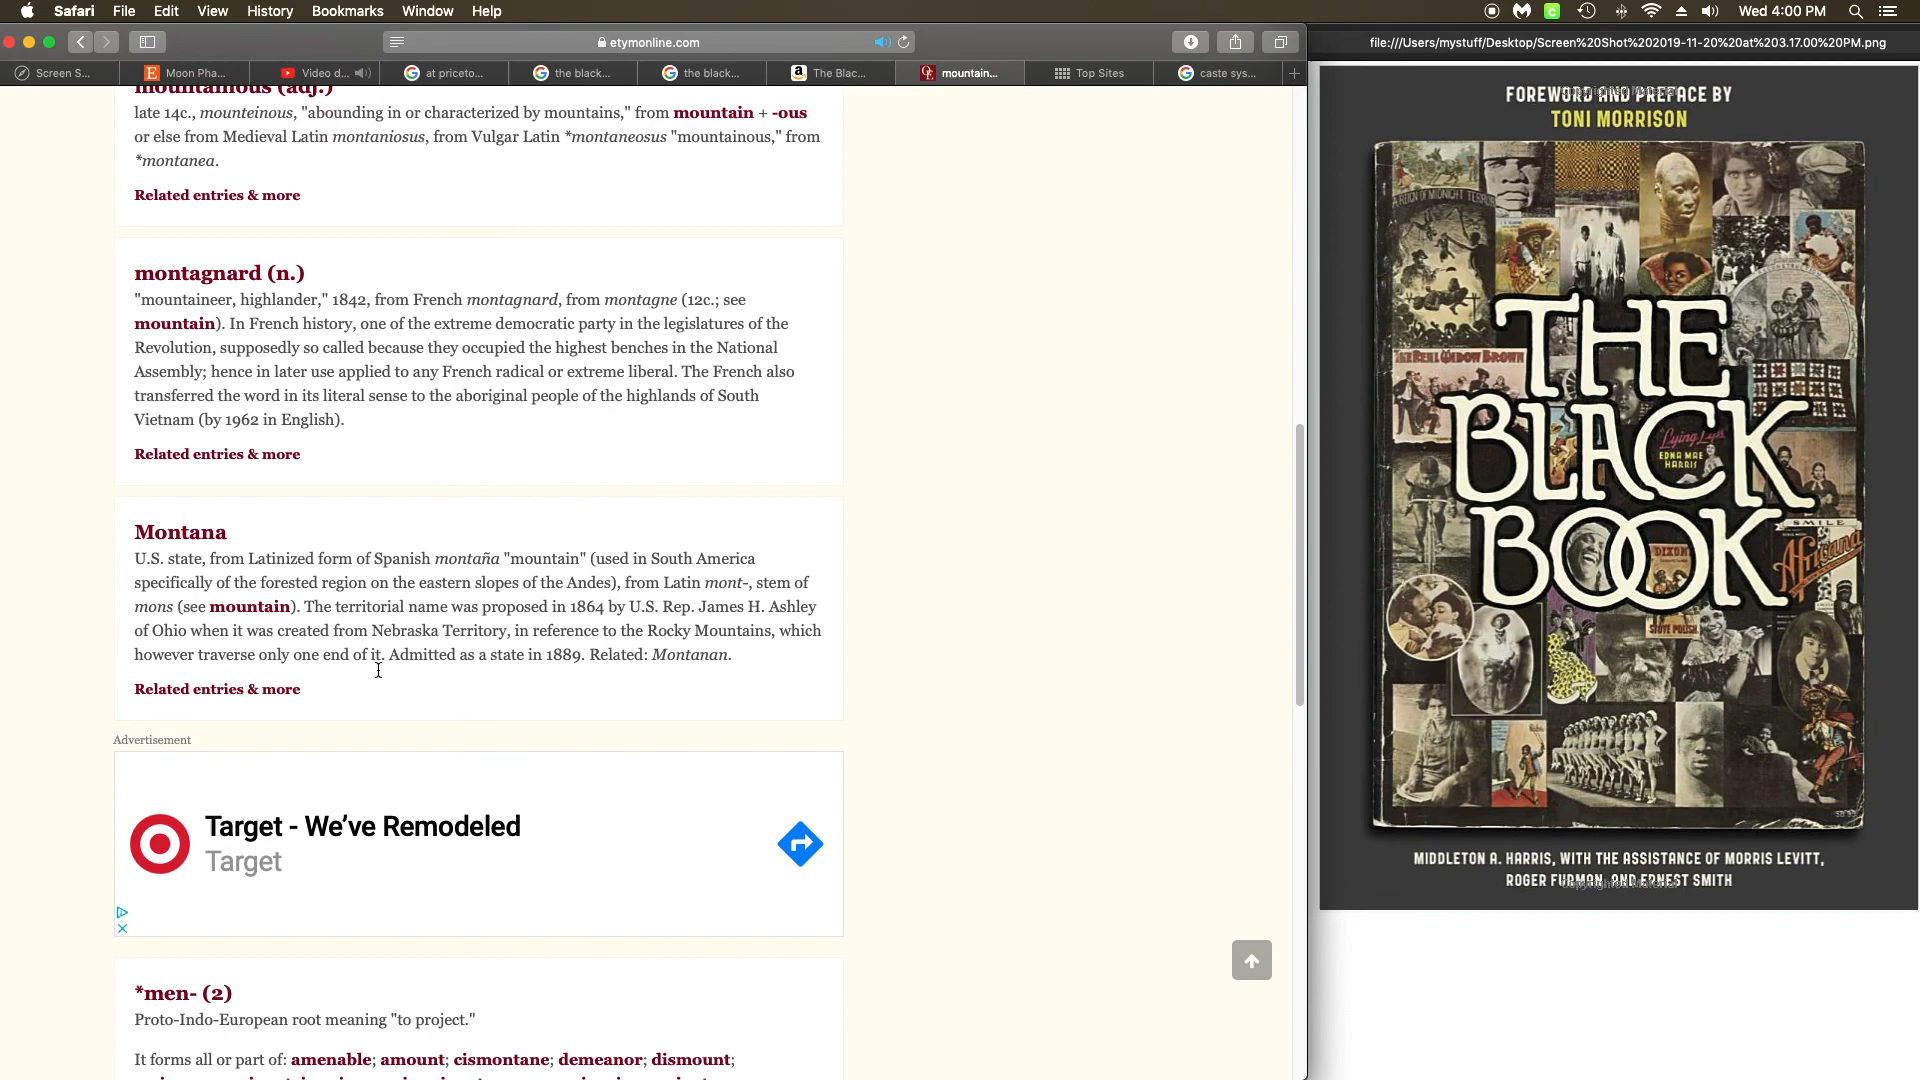 Safari File Edit View History Bookmarks Window Help
Wed 4:00 PM
etymonline.com
file:///Users/mystuff/Desktop/Screen%20Shot%202019-11-20%20at%203.17.00%20PM.png
Screen S... Moon Pha... Video d... at priceto... the black... the black... The Blac... mountain... Top Sites caste sys...
mountainous (adj.)
late 14c., mounteinous, "abounding in or characterized by mountains," from mountain + -ous
or else from Medieval Latin montaniosus, from Vulgar Latin *montaneosus "mountainous," from
*montanea.
Related entries & more
montagnard (n.)
"mountaineer, highlander," 1842, from French montagnard, from montagne (12c.; see
mountain). In French history, one of the extreme democratic party in the legislatures of the
Revolution, supposedly so called because they occupied the highest benches in the National
Assembly; hence in later use applied to any French radical or extreme liberal. The French also
transferred the word in its literal sense to the aboriginal people of the highlands of South
Vietnam (by 1962 in English).
Related entries & more
Montana
U.S. state, from Latinized form of Spanish montaña "mountain" (used in South America
specifically of the forested region on the eastern slopes of the Andes), from Latin mont-, stem of
mons (see mountain). The territorial name was proposed in 1864 by U.S. Rep. James H. Ashley
of Ohio when it was created from Nebraska Territory, in reference to the Rocky Mountains, which
however traverse only one end of it. Admitted as a state in 1889. Related: Montanan.
Related entries & more
Advertisement
Target - We've Remodeled
Target
*men- (2)
Proto-Indo-European root meaning "to project."
It forms all or part of: amenable; amount; cismontane; demeanor; dismount;
FOREWORD AND PREFACE BY
TONI MORRISON
A REIGN OF MIDNIGHT TERROR
THE REAL WIDOW BROWN
THE
BLACK
BOOK
"Lying Lips"
EDNA MAE
HARRIS
SMILE
DIXON
Africana
STOVE POLISH
MIDDLETON A. HARRIS, WITH THE ASSISTANCE OF MORRIS LEVITT,
ROGER FURMAN, AND ERNEST SMITH
Copyrighted Material